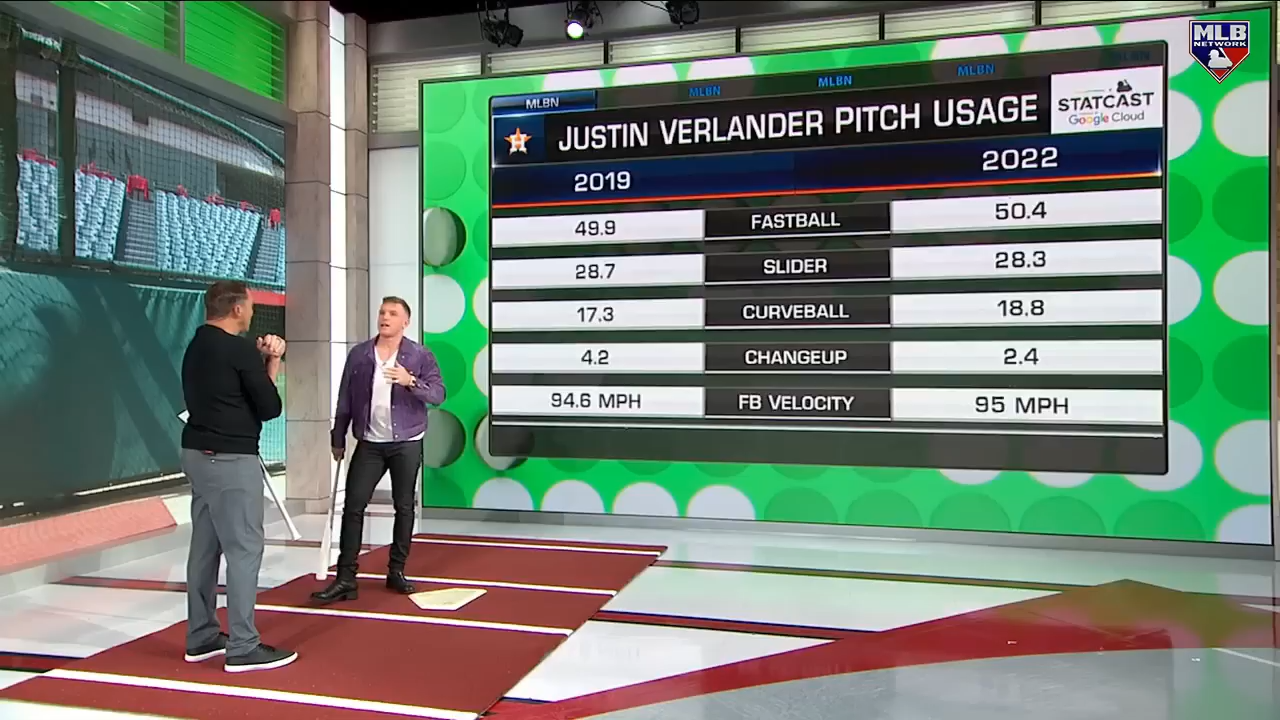 MLB
NETWORK
MLBN
MLBN
MLBN
MLBN
JUSTIN VERLANDER PITCH USAGE
STATCAST
Google Cloud
2019
2022
49.9 FASTBALL 50.4
28.7 SLIDER 28.3
17.3 CURVEBALL 18.8
4.2 CHANGEUP 2.4
94.6 MPH FB VELOCITY 95 MPH